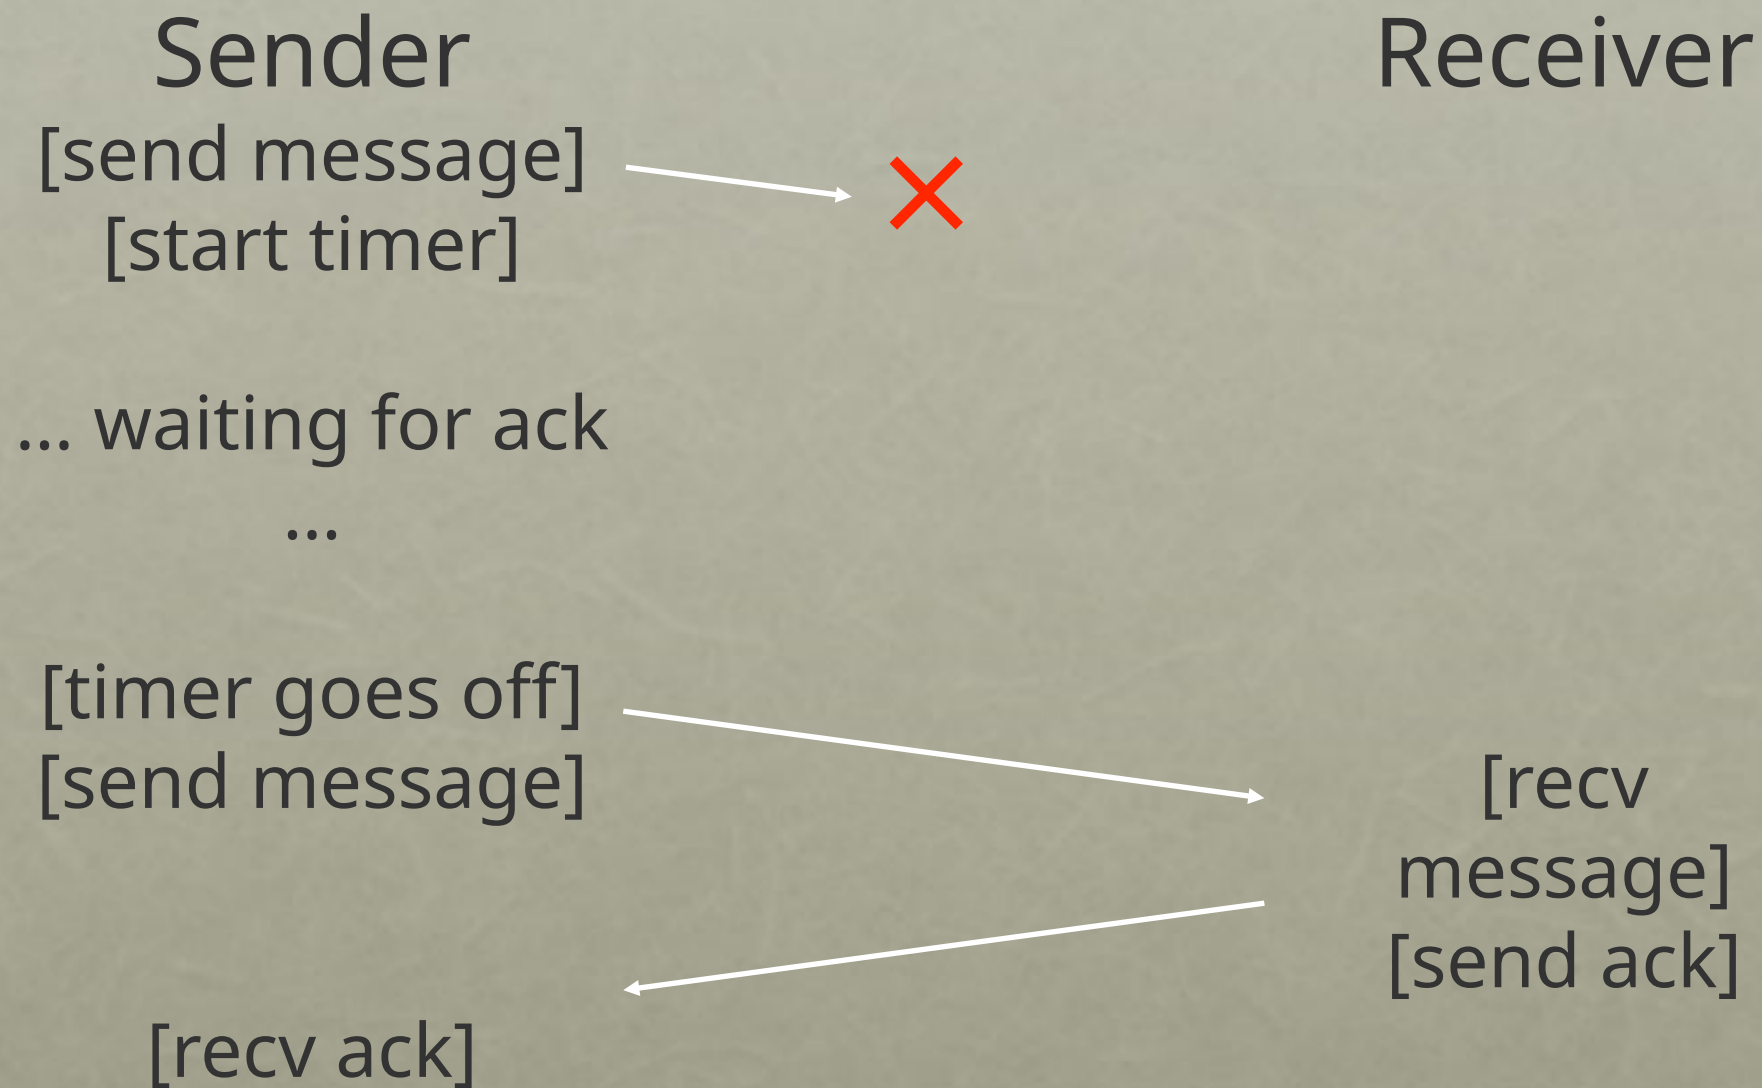 Sender
[send message]
[start timer]
… waiting for ack
…
[timer goes off]
[send message]
[recv ack]
Receiver
[recv
message]
[send ack]